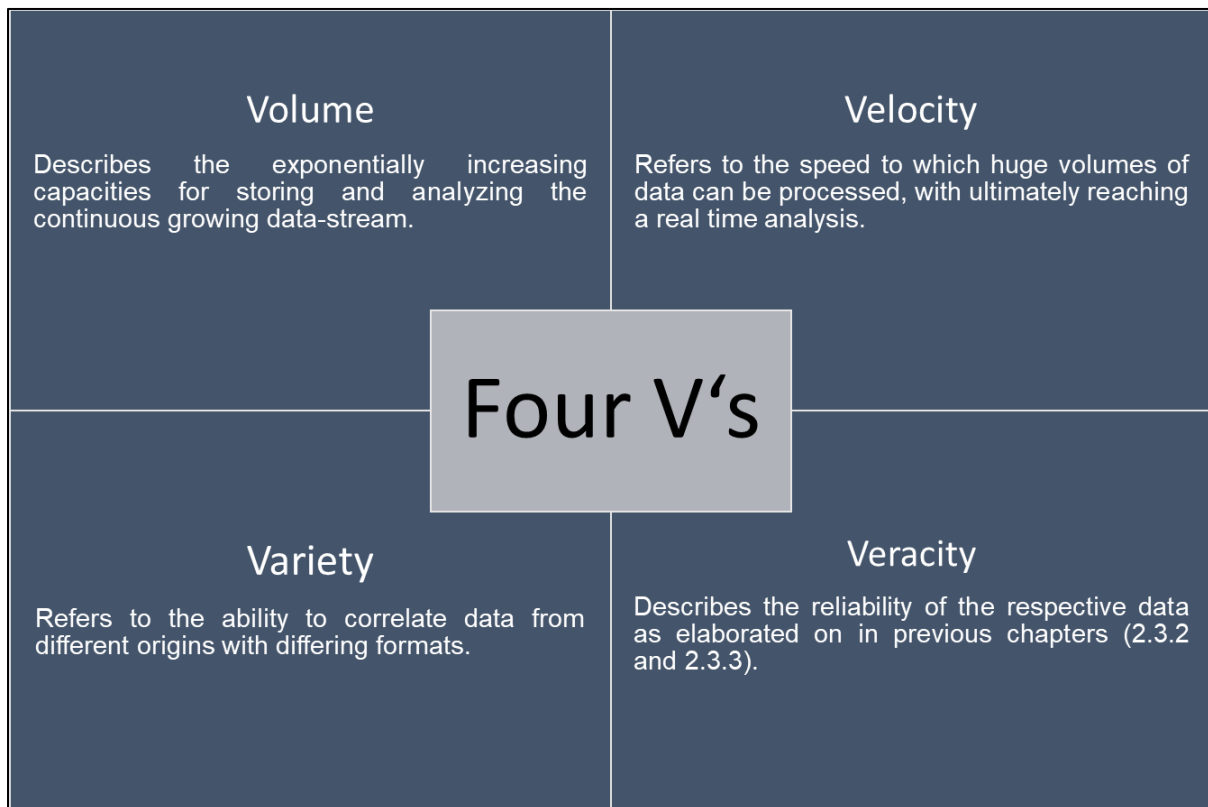 Volume
Describes the exponentially increasing
capacities for storing and analyzing the
continuous growing data-stream.
Velocity
Refers to the speed to which huge volumes of
data can be processed, with ultimately reaching
a real time analysis.
Four V‘s
Variety
Refers to the ability to correlate data from
different origins with differing formats.
Veracity
Describes the reliability of the respective data
as elaborated on in previous chapters (2.3.2
and 2.3.3).